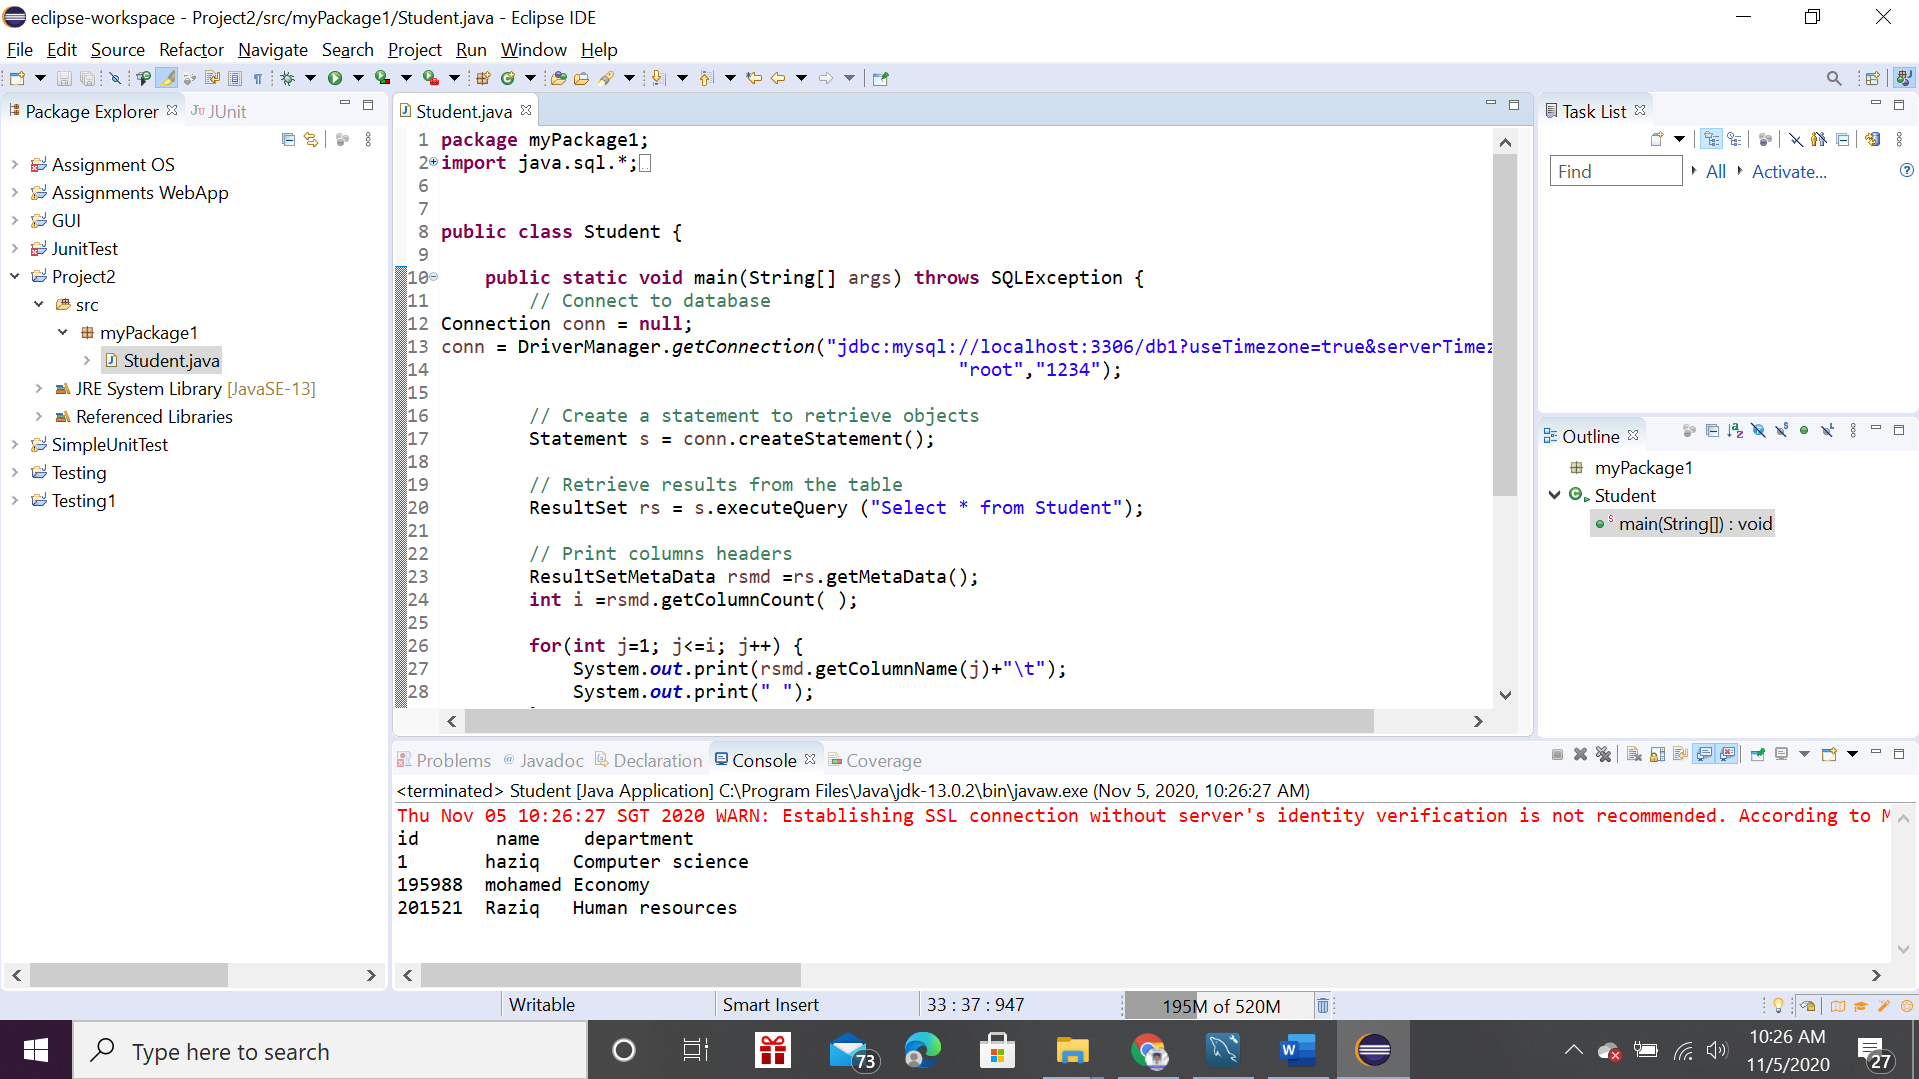 eclipse-workspace - Project2/src/myPackage1/Student.java - Eclipse IDE
File Edit Source Refactor Navigate Search Project Run Window Help
Package Explorer JUnit
Assignment OS
Assignments WebApp
GUI
JunitTest
Project2
src
myPackage1
Student.java
JRE System Library [JavaSE-13]
Referenced Libraries
SimpleUnitTest
Testing
Testing1
Student.java
1 package myPackage1;
2 import java.sql.*;
6
7
8 public class Student {
9
10 public static void main(String[] args) throws SQLException {
11 // Connect to database
12 Connection conn = null;
13 conn = DriverManager.getConnection("jdbc:mysql://localhost:3306/db1?useTimezone=true&serverTimez
14 "root","1234");
15
16 // Create a statement to retrieve objects
17 Statement s = conn.createStatement();
18
19 // Retrieve results from the table
20 ResultSet rs = s.executeQuery ("Select * from Student");
21
22 // Print columns headers
23 ResultSetMetaData rsmd =rs.getMetaData();
24 int i =rsmd.getColumnCount( );
25
26 for(int j=1; j<=i; j++) {
27 System.out.print(rsmd.getColumnName(j)+"\t");
28 System.out.print(" ");
Task List
Find All Activate...
Outline
myPackage1
Student
main(String[]) : void
Problems Javadoc Declaration Console Coverage
<terminated> Student [Java Application] C:\Program Files\Java\jdk-13.0.2\bin\javaw.exe (Nov 5, 2020, 10:26:27 AM)
Thu Nov 05 10:26:27 SGT 2020 WARN: Establishing SSL connection without server's identity verification is not recommended. According to M
id name department
1 haziq Computer science
195988 mohamed Economy
201521 Raziq Human resources
Writable Smart Insert 33 : 37 : 947 195M of 520M
Type here to search
73
10:26 AM
11/5/2020
27